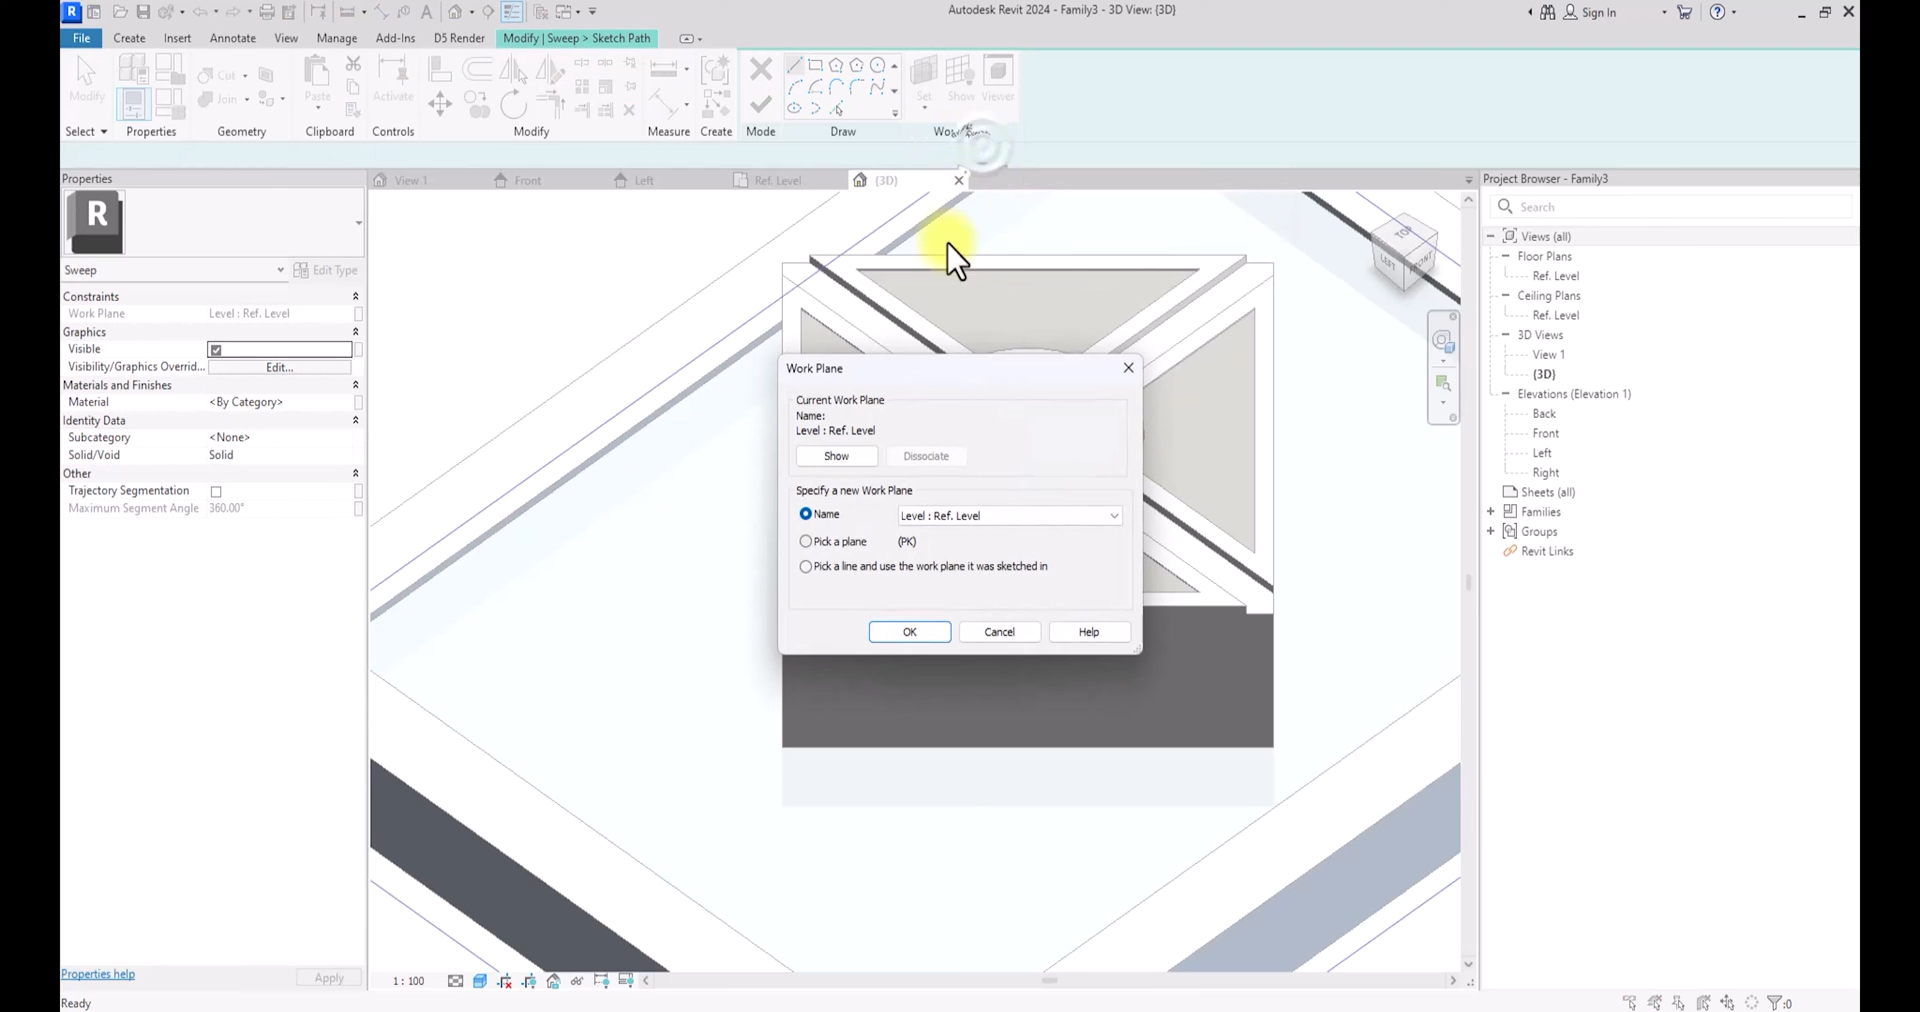 R
Autodesk Revit 2024 - Family3 - 3D View: {3D}
Sign In
File
Create
Insert
Annotate
View
Manage
Add-Ins
D5 Render
Modify | Sweep > Sketch Path
Modify
Cut
Join
Paste
Activate
Set
Show
Viewer
Select
Properties
Geometry
Clipboard
Controls
Modify
Measure
Create
Mode
Draw
Properties
View 1
Front
Left
Ref. Level
{3D}
Project Browser - Family3
R
Search
Sweep
Edit Type
Constraints
Work Plane
Level : Ref. Level
Graphics
Visible
Visibility/Graphics Overrid...
Edit...
Materials and Finishes
Material
<By Category>
Identity Data
Subcategory
<None>
Solid/Void
Solid
Other
Trajectory Segmentation
Maximum Segment Angle
360.00°
TOP
LEFT
FRONT
Work Plane
Current Work Plane
Name:
Level : Ref. Level
Show
Dissociate
Specify a new Work Plane
Name
Level : Ref. Level
Pick a plane
(PK)
Pick a line and use the work plane it was sketched in
OK
Cancel
Help
Views (all)
Floor Plans
Ref. Level
Ceiling Plans
Ref. Level
3D Views
View 1
{3D}
Elevations (Elevation 1)
Back
Front
Left
Right
Sheets (all)
Families
Groups
Revit Links
Properties help
Apply
1 : 100
Ready
:0